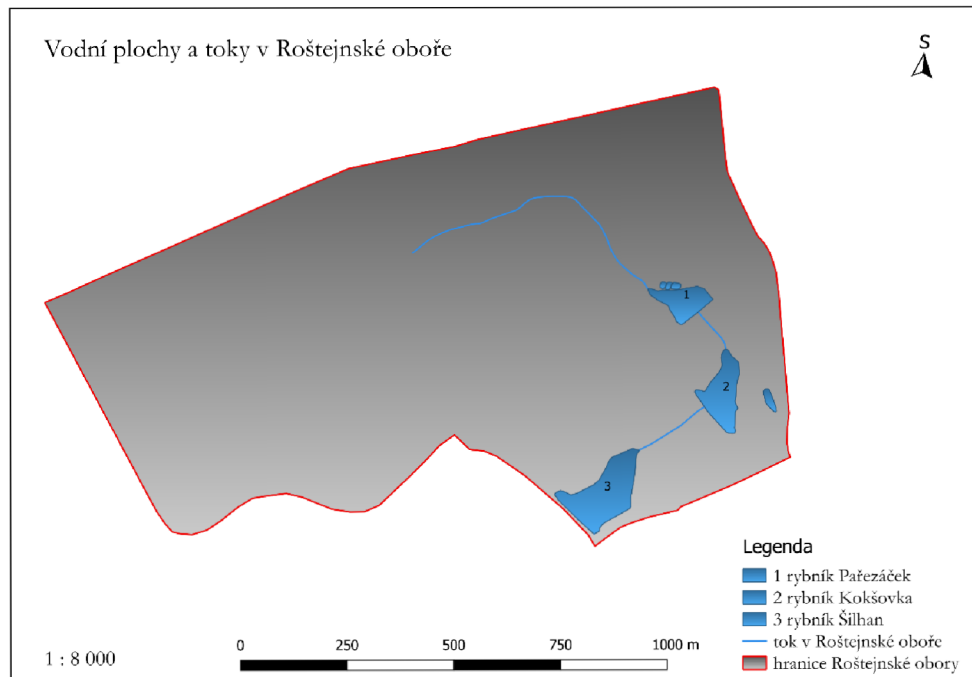 Vodní plochy a toky v Roštejnské oboře
S
1
2
3
Legenda
1 rybník Pařezáček
2 rybník Kokšovka
3 rybník Šilhan
tok v Roštejnské oboře
hranice Roštejnské obory
0 250 500 750 1000 m
1 : 8 000